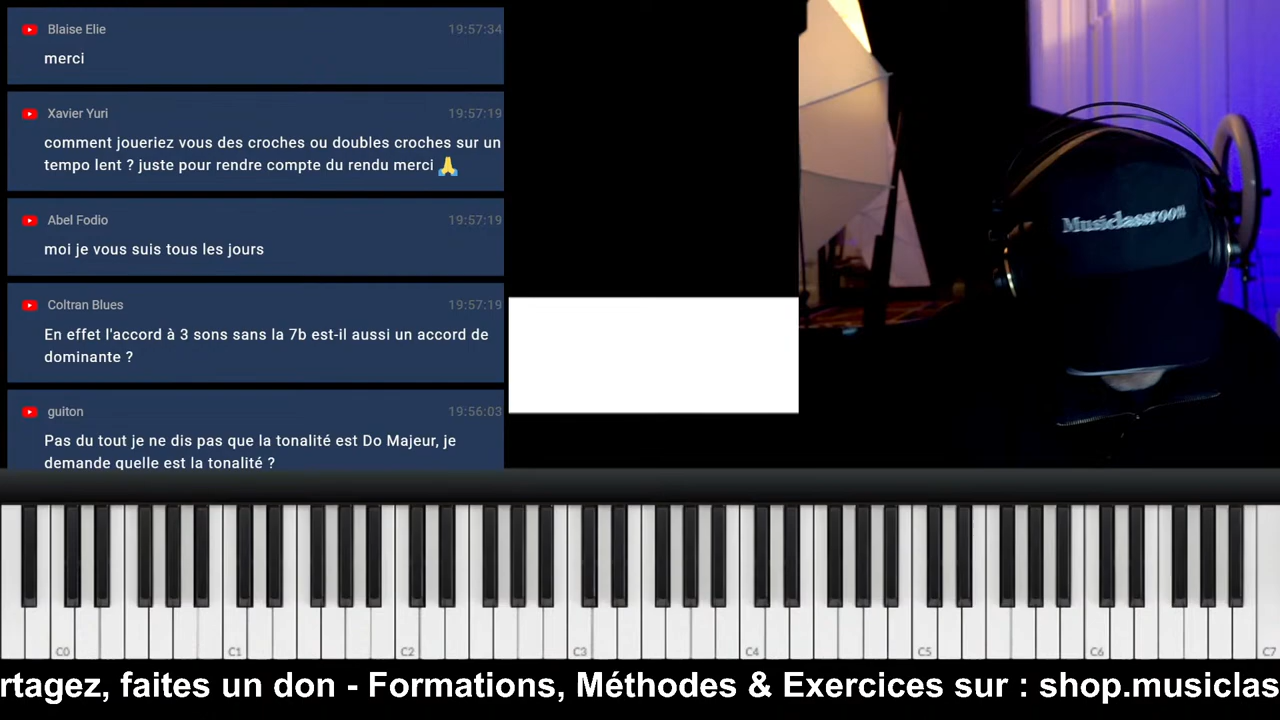 Blaise Elie 19:57:34
merci
Xavier Yuri 19:57:19
comment joueriez vous des croches ou doubles croches sur un
tempo lent ? juste pour rendre compte du rendu merci 🙏
Abel Fodio 19:57:19
moi je vous suis tous les jours
Coltran Blues 19:57:19
En effet l'accord à 3 sons sans la 7b est-il aussi un accord de
dominante ?
guiton 19:56:03
Pas du tout je ne dis pas que la tonalité est Do Majeur, je
demande quelle est la tonalité ?
Musiclassroom
C0 C1 C2 C3 C4 C5 C6 C7
rtagez, faites un don - Formations, Méthodes & Exercices sur : shop.musiclas